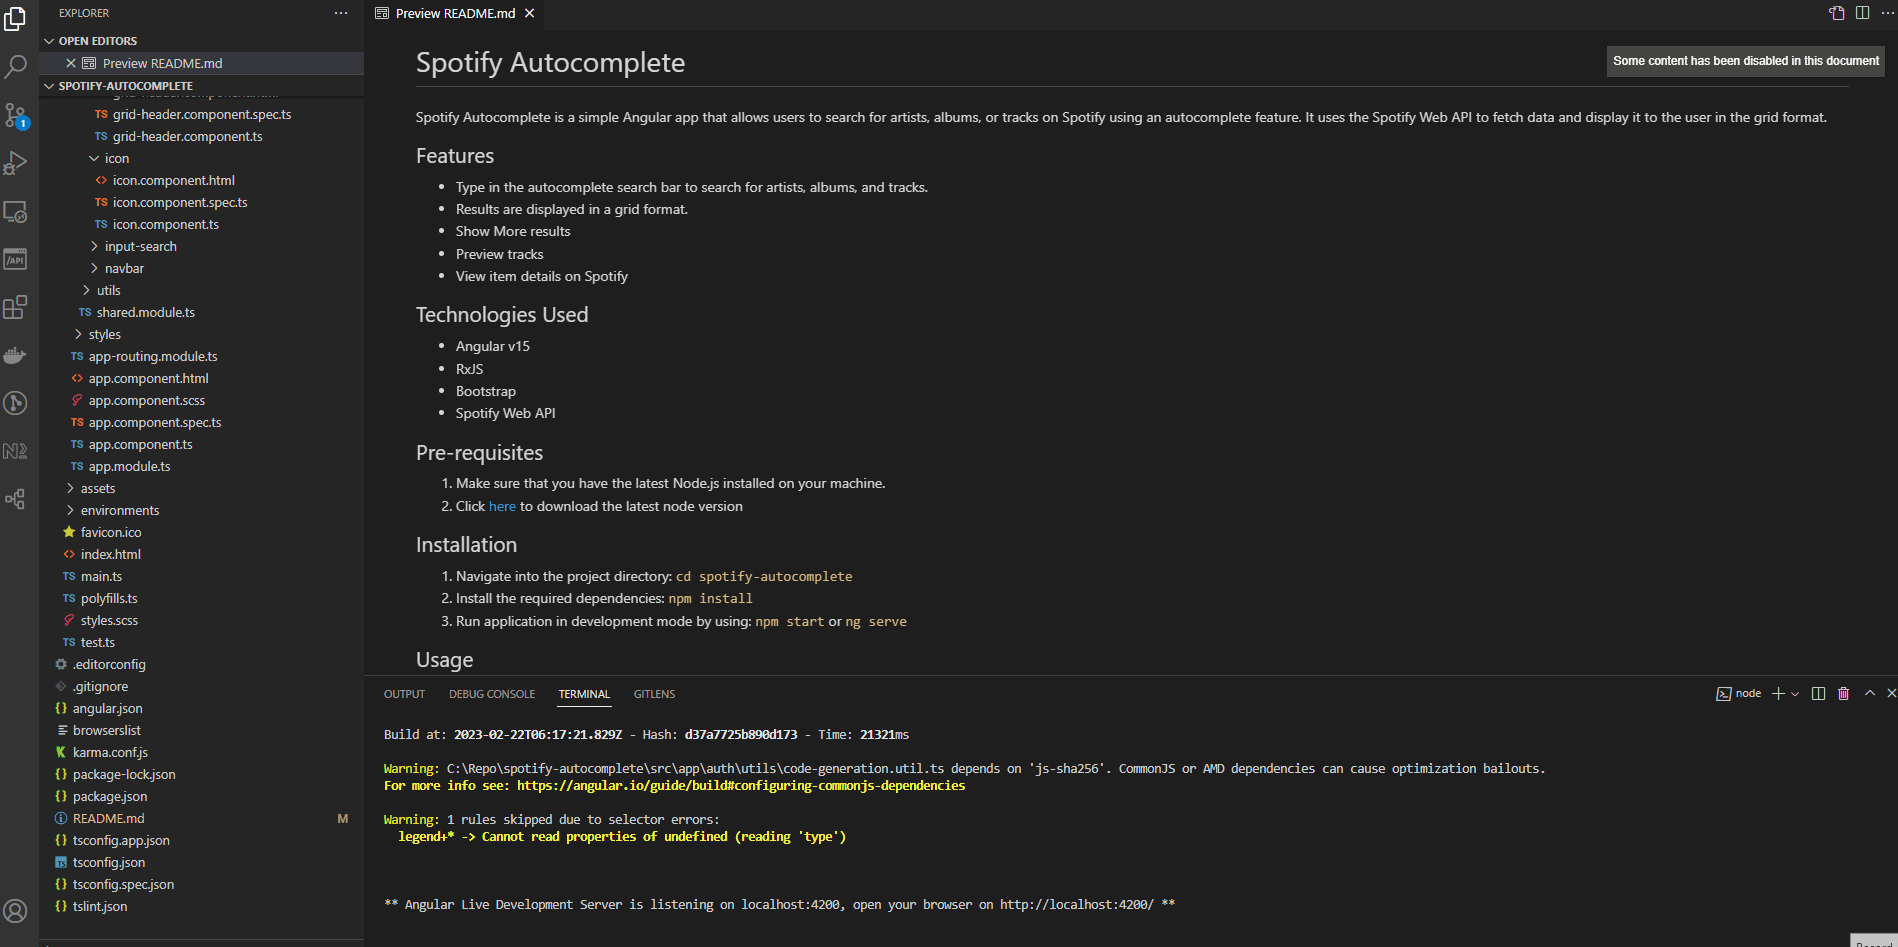 EXPLORER
OPEN EDITORS
Preview README.md
SPOTIFY-AUTOCOMPLETE
TS grid-header.component.spec.ts
TS grid-header.component.ts
icon
<> icon.component.html
TS icon.component.spec.ts
TS icon.component.ts
input-search
navbar
utils
TS shared.module.ts
styles
TS app-routing.module.ts
<> app.component.html
app.component.scss
TS app.component.spec.ts
TS app.component.ts
TS app.module.ts
assets
environments
favicon.ico
<> index.html
TS main.ts
TS polyfills.ts
styles.scss
TS test.ts
.editorconfig
.gitignore
{} angular.json
browserslist
karma.conf.js
{} package-lock.json
{} package.json
README.md M
{} tsconfig.app.json
TS tsconfig.json
{} tsconfig.spec.json
{} tslint.json
1
/API
Preview README.md
Some content has been disabled in this document
Spotify Autocomplete
Spotify Autocomplete is a simple Angular app that allows users to search for artists, albums, or tracks on Spotify using an autocomplete feature. It uses the Spotify Web API to fetch data and display it to the user in the grid format.
Features
• Type in the autocomplete search bar to search for artists, albums, and tracks.
• Results are displayed in a grid format.
• Show More results
• Preview tracks
• View item details on Spotify
Technologies Used
• Angular v15
• RxJS
• Bootstrap
• Spotify Web API
Pre-requisites
1. Make sure that you have the latest Node.js installed on your machine.
2. Click here to download the latest node version
Installation
1. Navigate into the project directory: cd spotify-autocomplete
2. Install the required dependencies: npm install
3. Run application in development mode by using: npm start or ng serve
Usage
OUTPUT DEBUG CONSOLE TERMINAL GITLENS
node
Build at: 2023-02-22T06:17:21.829Z - Hash: d37a7725b890d173 - Time: 21321ms
Warning: C:\Repo\spotify-autocomplete\src\app\auth\utils\code-generation.util.ts depends on 'js-sha256'. CommonJS or AMD dependencies can cause optimization bailouts.
For more info see: https://angular.io/guide/build#configuring-commonjs-dependencies
Warning: 1 rules skipped due to selector errors:
legend+* -> Cannot read properties of undefined (reading 'type')
** Angular Live Development Server is listening on localhost:4200, open your browser on http://localhost:4200/ **